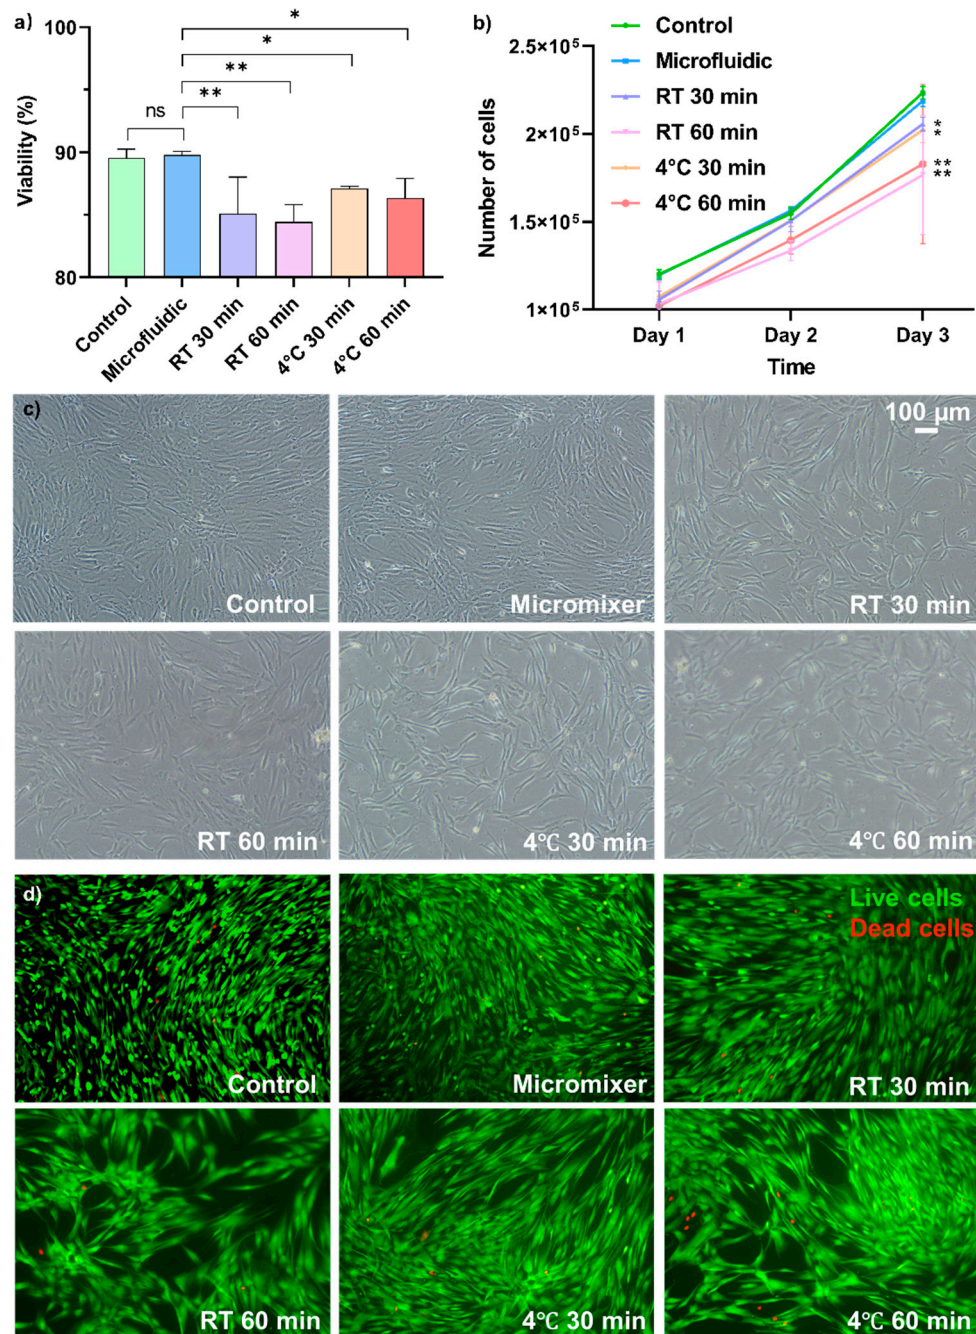 a)
100
90
80
Viability (%)
ns
**
**
*
*
Control
Microfluidic
RT 30 min
RT 60 min
4°C 30 min
4°C 60 min
b)
2.5×10⁵
2×10⁵
1.5×10⁵
1×10⁵
Number of cells
Control
Microfluidic
RT 30 min
RT 60 min
4°C 30 min
4°C 60 min
*
*
**
**
Day 1
Day 2
Day 3
Time
c)
100 µm
Control
Micromixer
RT 30 min
RT 60 min
4℃ 30 min
4℃ 60 min
d)
Live cells
Dead cells
Control
Micromixer
RT 30 min
RT 60 min
4℃ 30 min
4℃ 60 min